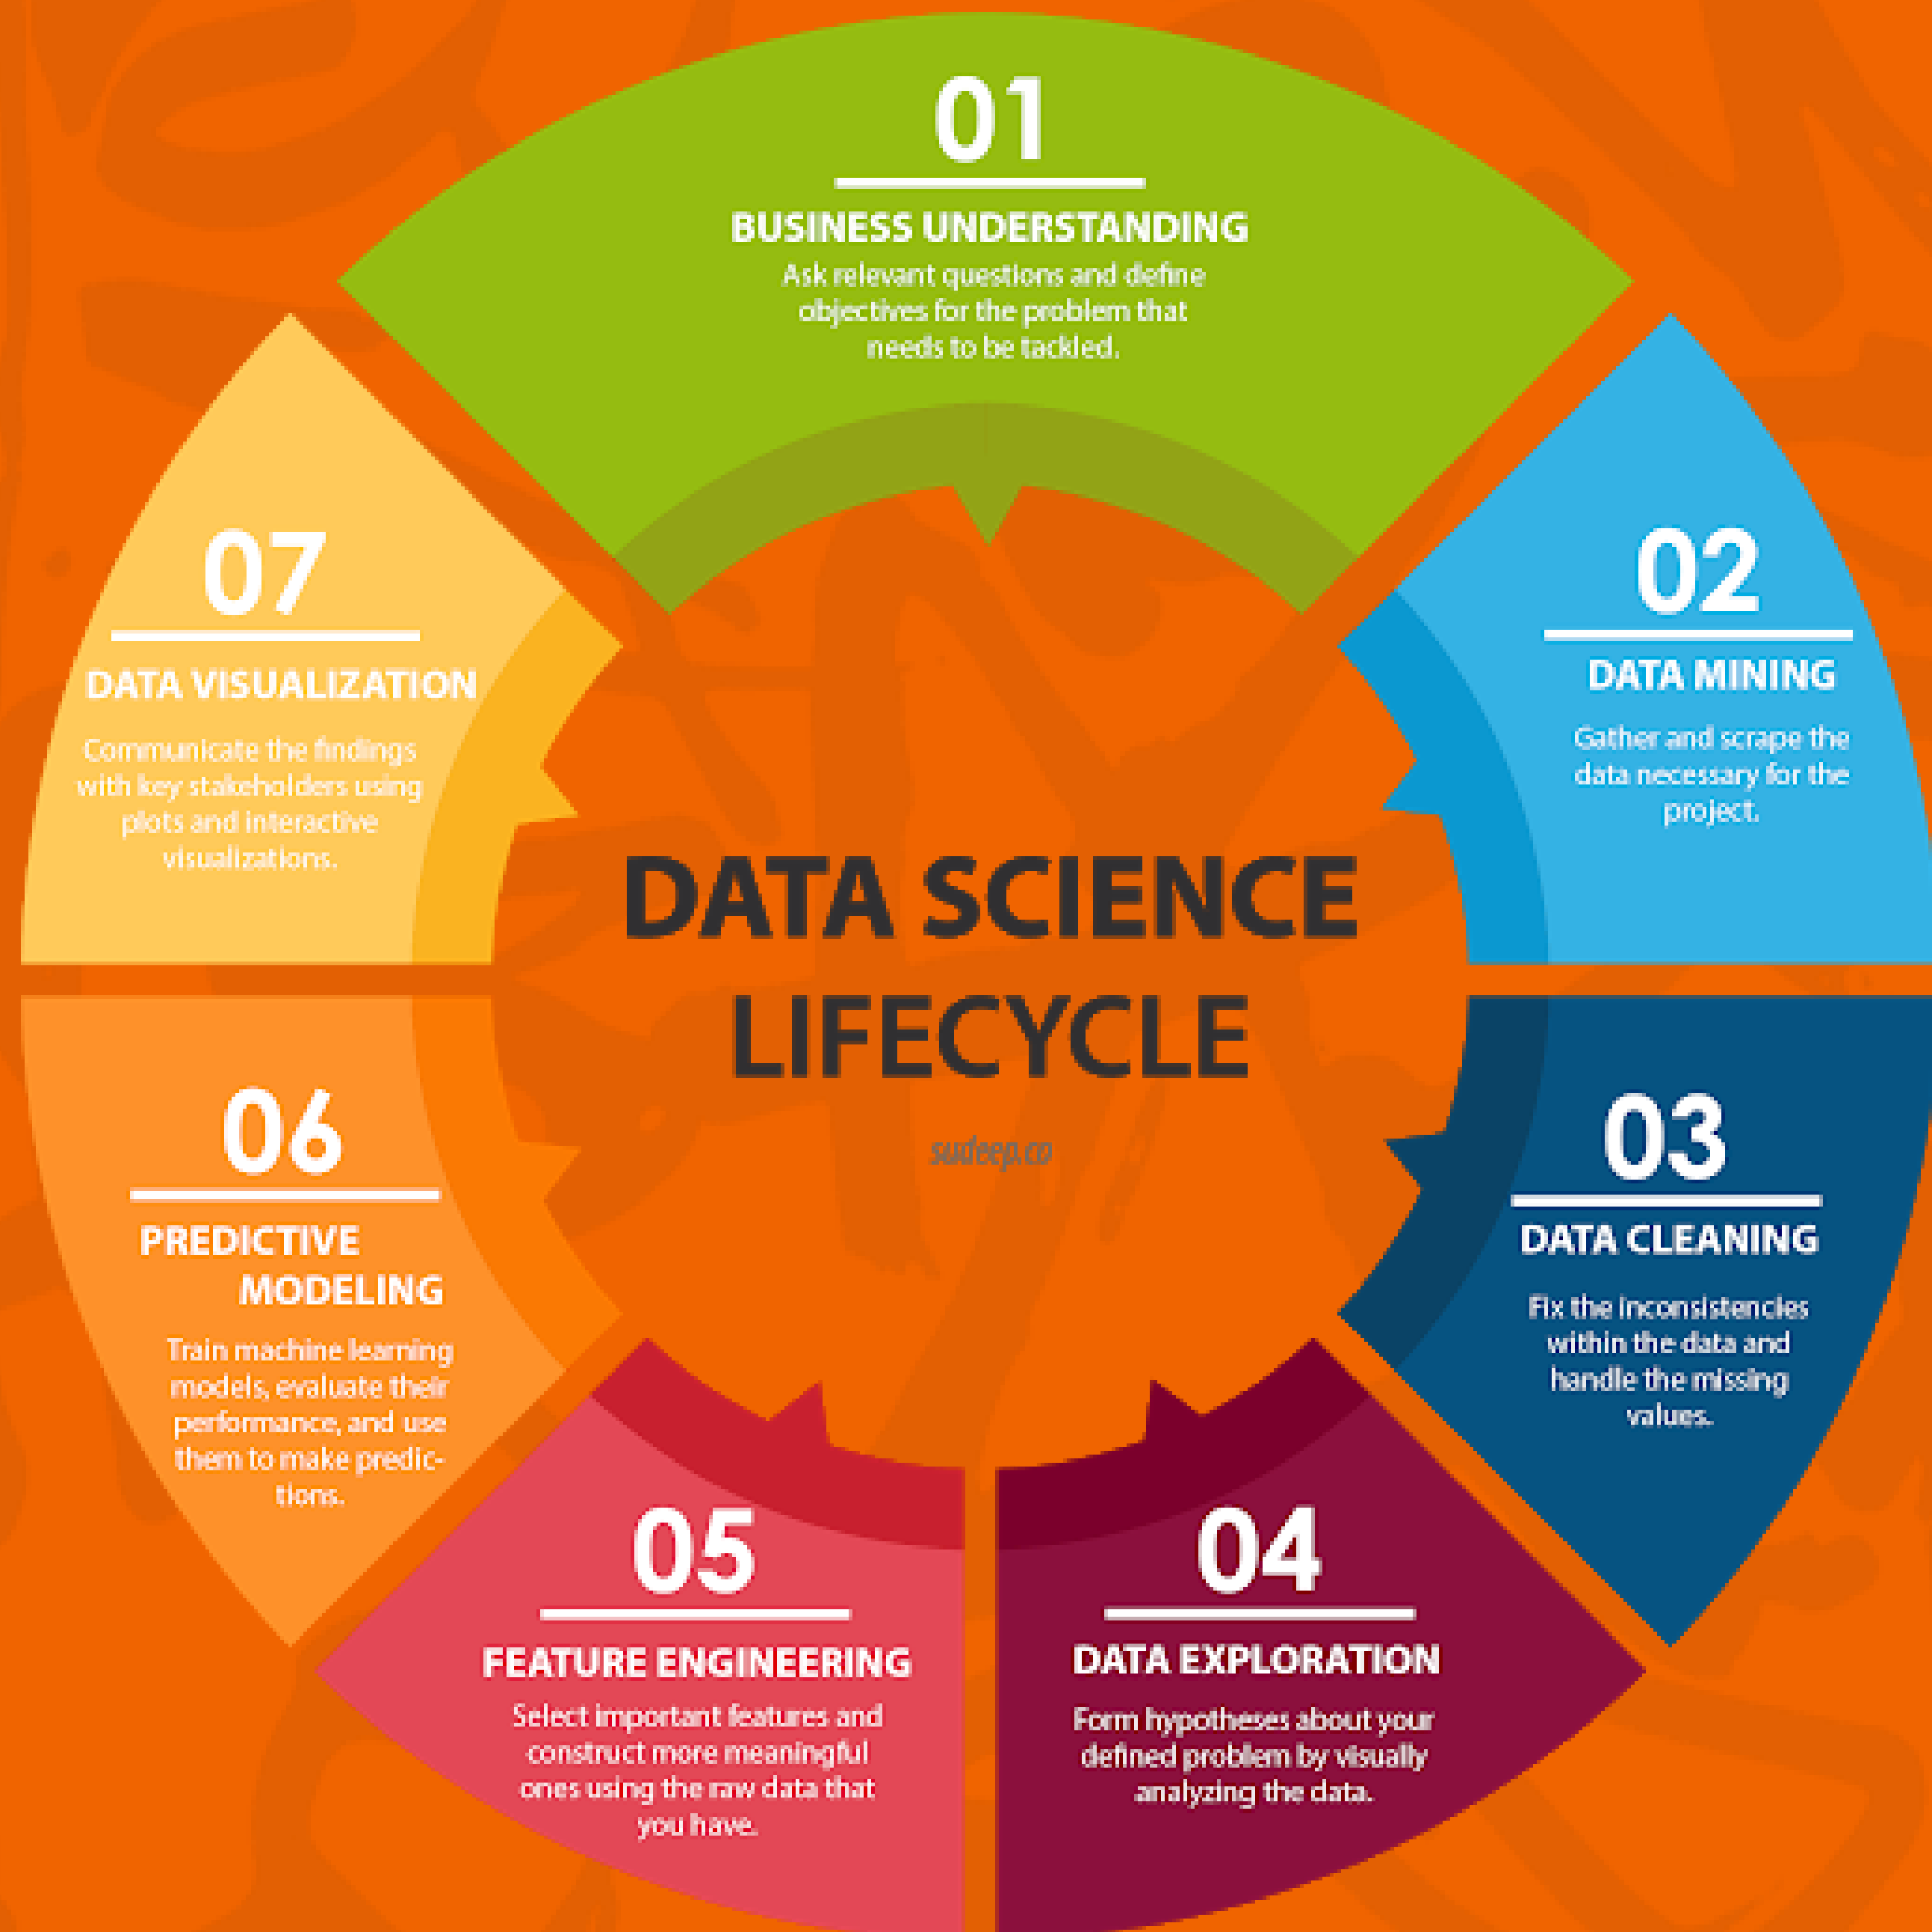 01
BUSINESS UNDERSTANDING
Ask relevant questions and define
objectives for the problem that
needs to be tackled.
02
DATA MINING
Gather and scrape the
data necessary for the
project.
03
DATA CLEANING
Fix the inconsistencies
within the data and
handle the missing
values.
04
DATA EXPLORATION
Form hypotheses about your
defined problem by visually
analyzing the data.
05
FEATURE ENGINEERING
Select important features and
construct more meaningful
ones using the raw data that
you have.
06
PREDICTIVE
MODELING
Train machine learning
models, evaluate their
performance, and use
them to make predic-
tions.
07
DATA VISUALIZATION
Communicate the findings
with key stakeholders using
plots and interactive
visualizations.
DATA SCIENCE
LIFECYCLE
sudeep.co